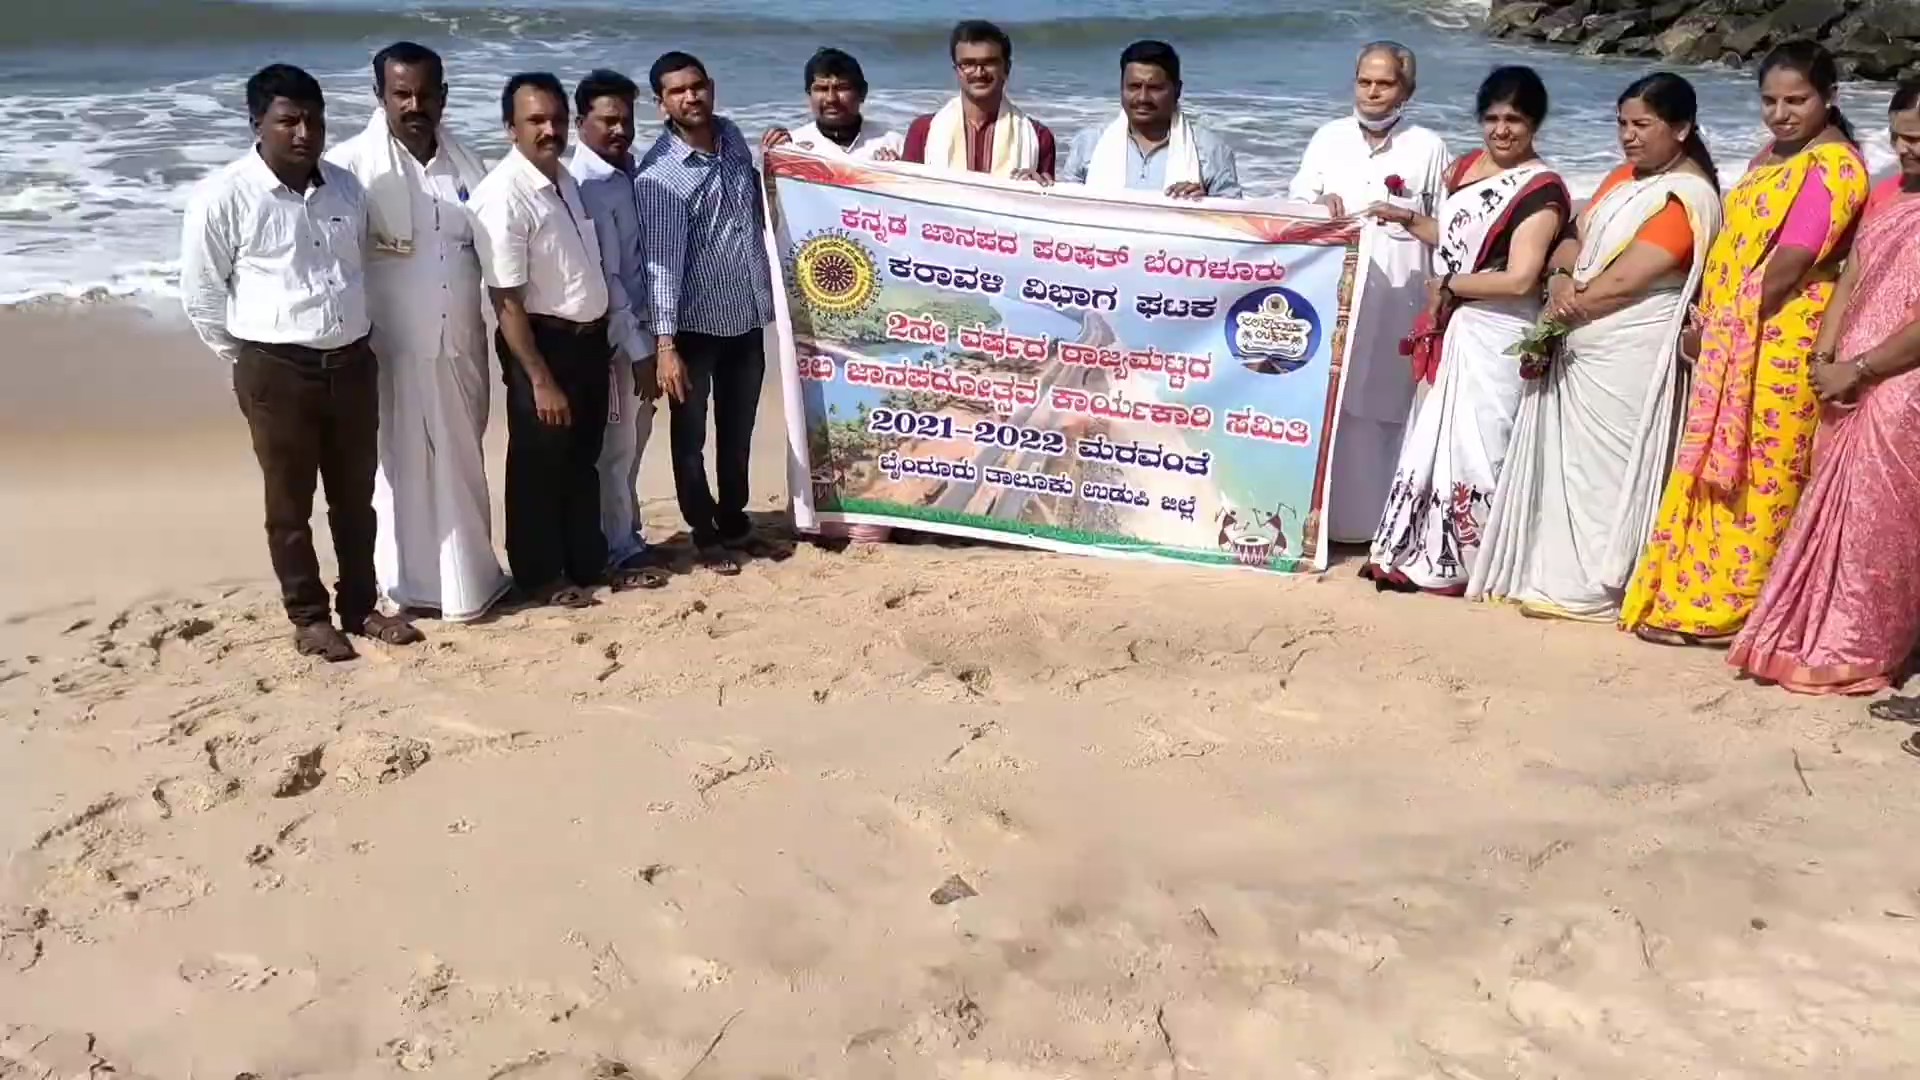 ಕನ್ನಡ ಜಾನಪದ ಪರಿಷತ್ ಬೆಂಗಳೂರು
ಕರಾವಳಿ ವಿಭಾಗ ಘಟಕ
2ನೇ ವರ್ಷದ ರಾಜ್ಯಮಟ್ಟದ
ಜಾನಪದೋತ್ಸವ ಕಾರ್ಯಕಾರಿ ಸಮಿತಿ
2021-2022 ಮರವಂತೆ
ಬೈಂದೂರು ತಾಲೂಕು ಉಡುಪಿ ಜಿಲ್ಲೆ